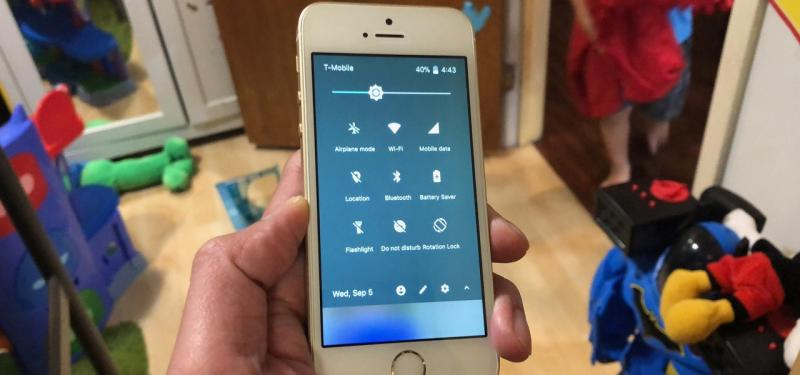 T-Mobile 40% 4:43
Airplane mode Wi-Fi Mobile data
Location Bluetooth Battery Saver
Flashlight Do not disturb Rotation Lock
Wed, Sep 5